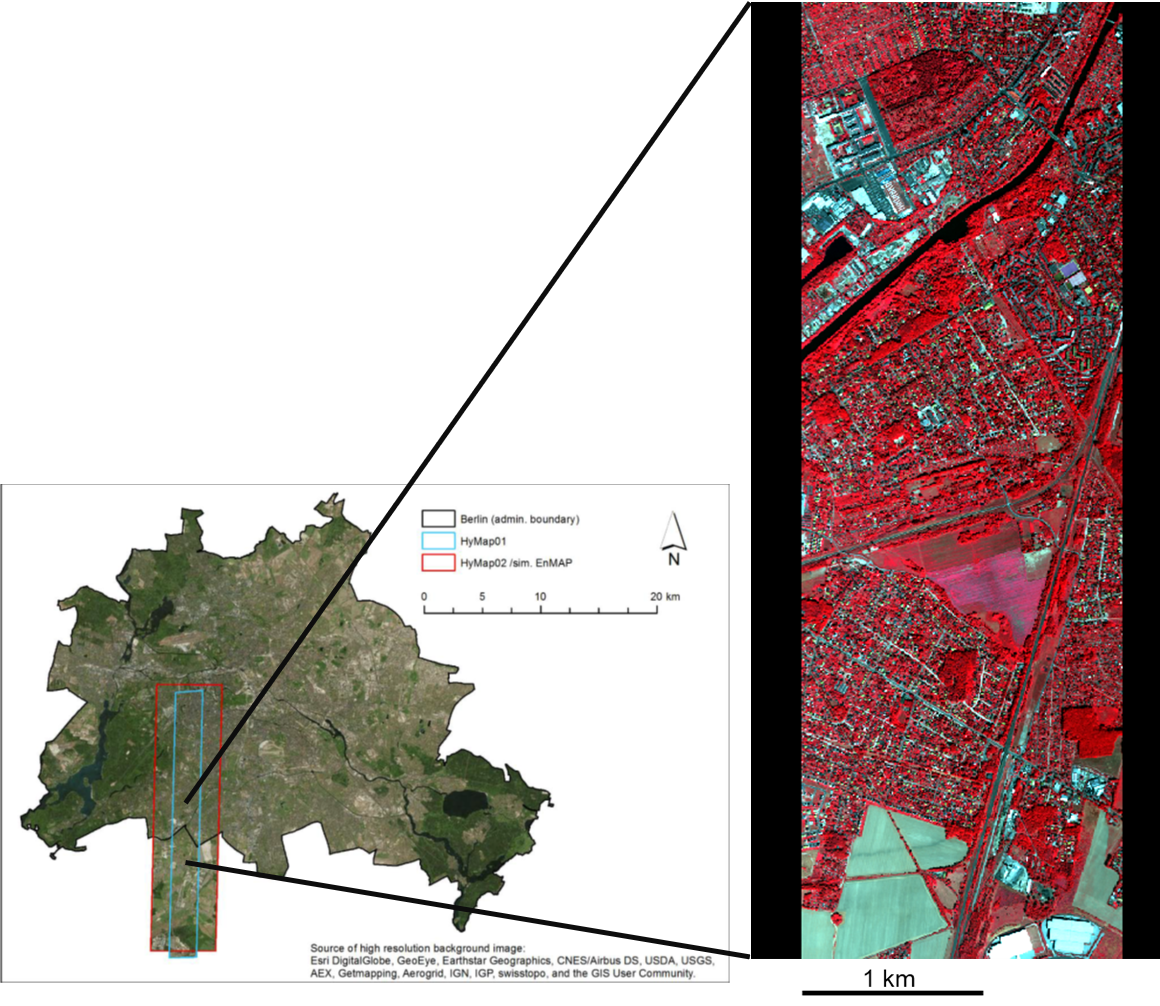 Berlin (admin. boundary)
HyMap01
HyMap02 /sim. EnMAP
N
0 5 10 20 km
Source of high resolution background image:
Esri DigitalGlobe, GeoEye, Earthstar Geographics, CNES/Airbus DS, USDA, USGS,
AEX, Getmapping, Aerogrid, IGN, IGP, swisstopo, and the GIS User Community.
1 km